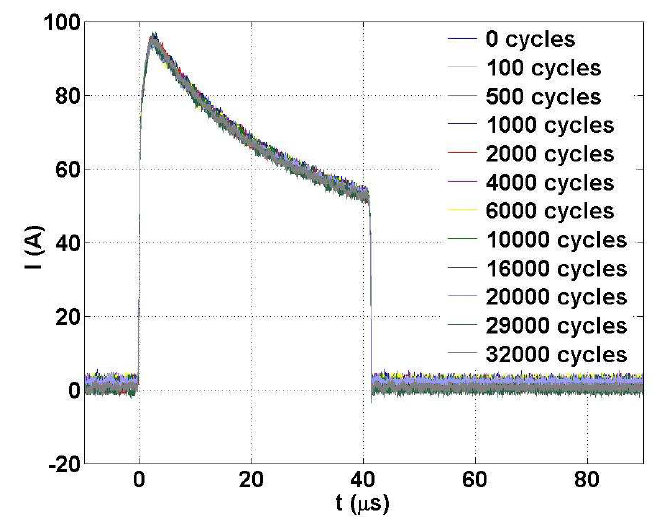 100
80
60
40
20
0
-20
I (A)
0 cycles
100 cycles
500 cycles
1000 cycles
2000 cycles
4000 cycles
6000 cycles
10000 cycles
16000 cycles
20000 cycles
29000 cycles
32000 cycles
0 20 40 60 80
t (μs)